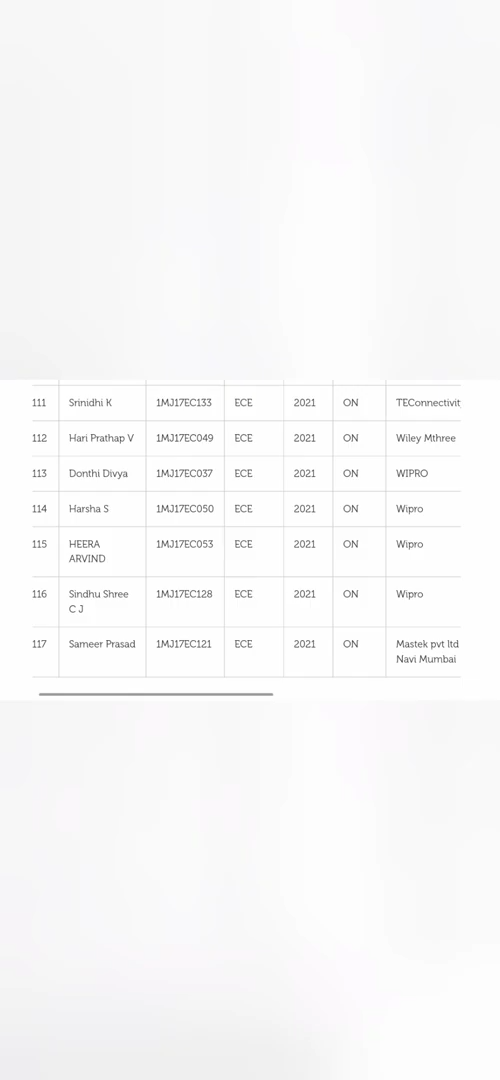 111 Srinidhi K 1MJ17EC133 ECE 2021 ON
112 Hari Prathap V 1MJ17EC049 ECE 2021 ON Wiley Mthree
113 Donthi Divya 1MJ17EC037 ECE 2021 ON WIPRO
114 Harsha S 1MJ17EC050 ECE 2021 ON Wipro
115 HEERA 1MJ17EC053 ECE 2021 ON Wipro
ARVIND
116 Sindhu Shree 1MJ17EC128 ECE 2021 ON Wipro
C J
117 Sameer Prasad 1MJ17EC121 ECE 2021 ON Mastek pvt ltd
Navi Mumbai